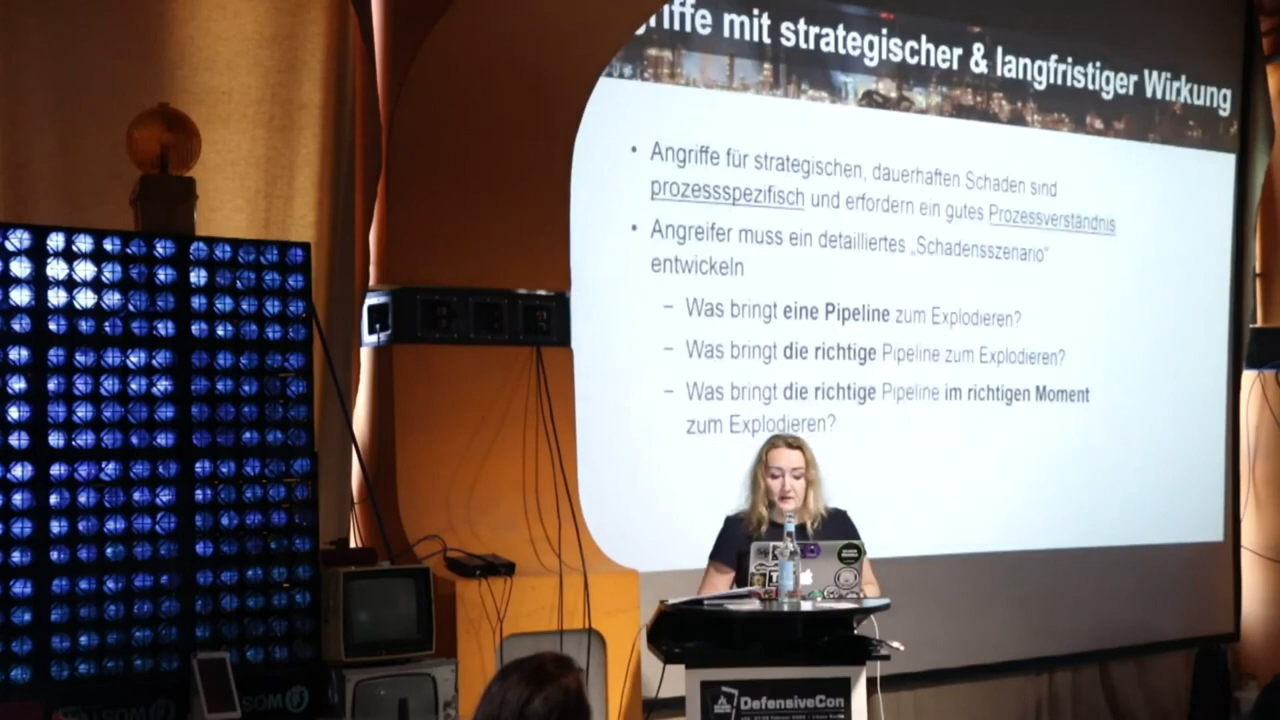 griffe mit strategischer & langfristiger Wirkung
• Angriffe für strategischen, dauerhaften Schaden sind
prozessspezifisch und erfordern ein gutes Prozessverständnis
• Angreifer muss ein detailliertes „Schadensszenario“
entwickeln
– Was bringt eine Pipeline zum Explodieren?
– Was bringt die richtige Pipeline zum Explodieren?
– Was bringt die richtige Pipeline im richtigen Moment
zum Explodieren?
DefensiveCon